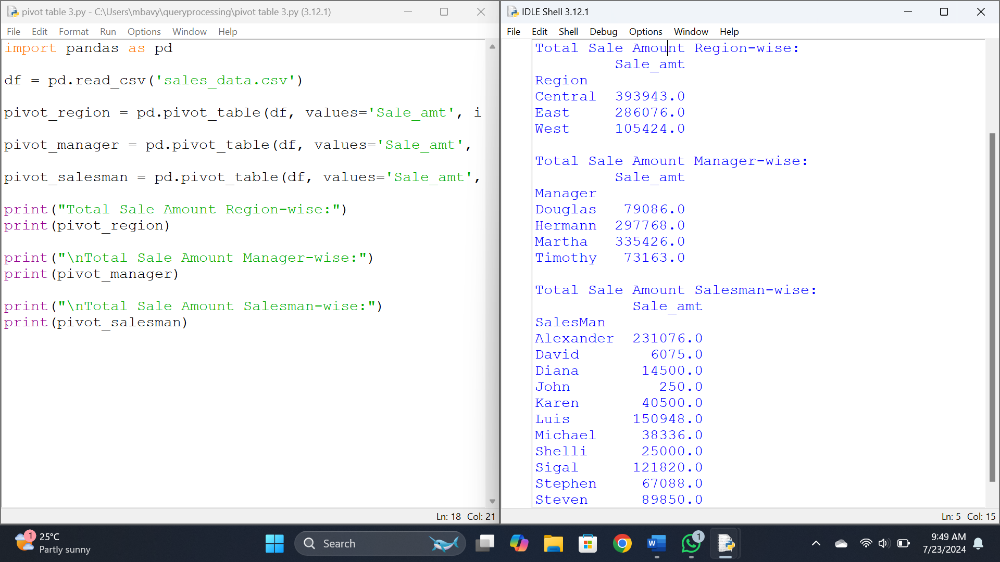 pivot table 3.py - C:\Users\mbavy\queryprocessing\pivot table 3.py (3.12.1)
File Edit Format Run Options Window Help
import pandas as pd
df = pd.read_csv('sales_data.csv')
pivot_region = pd.pivot_table(df, values='Sale_amt', i
pivot_manager = pd.pivot_table(df, values='Sale_amt',
pivot_salesman = pd.pivot_table(df, values='Sale_amt',
print("Total Sale Amount Region-wise:")
print(pivot_region)
print("\nTotal Sale Amount Manager-wise:")
print(pivot_manager)
print("\nTotal Sale Amount Salesman-wise:")
print(pivot_salesman)
Ln: 18 Col: 21
IDLE Shell 3.12.1
File Edit Shell Debug Options Window Help
Total Sale Amount Region-wise:
Sale_amt
Region
Central 393943.0
East 286076.0
West 105424.0
Total Sale Amount Manager-wise:
Sale_amt
Manager
Douglas 79086.0
Hermann 297768.0
Martha 335426.0
Timothy 73163.0
Total Sale Amount Salesman-wise:
Sale_amt
SalesMan
Alexander 231076.0
David 6075.0
Diana 14500.0
John 250.0
Karen 40500.0
Luis 150948.0
Michael 38336.0
Shelli 25000.0
Sigal 121820.0
Stephen 67088.0
Steven 89850.0
Ln: 5 Col: 15
1
25°C
Partly sunny
Search
W
1
9:49 AM
7/23/2024